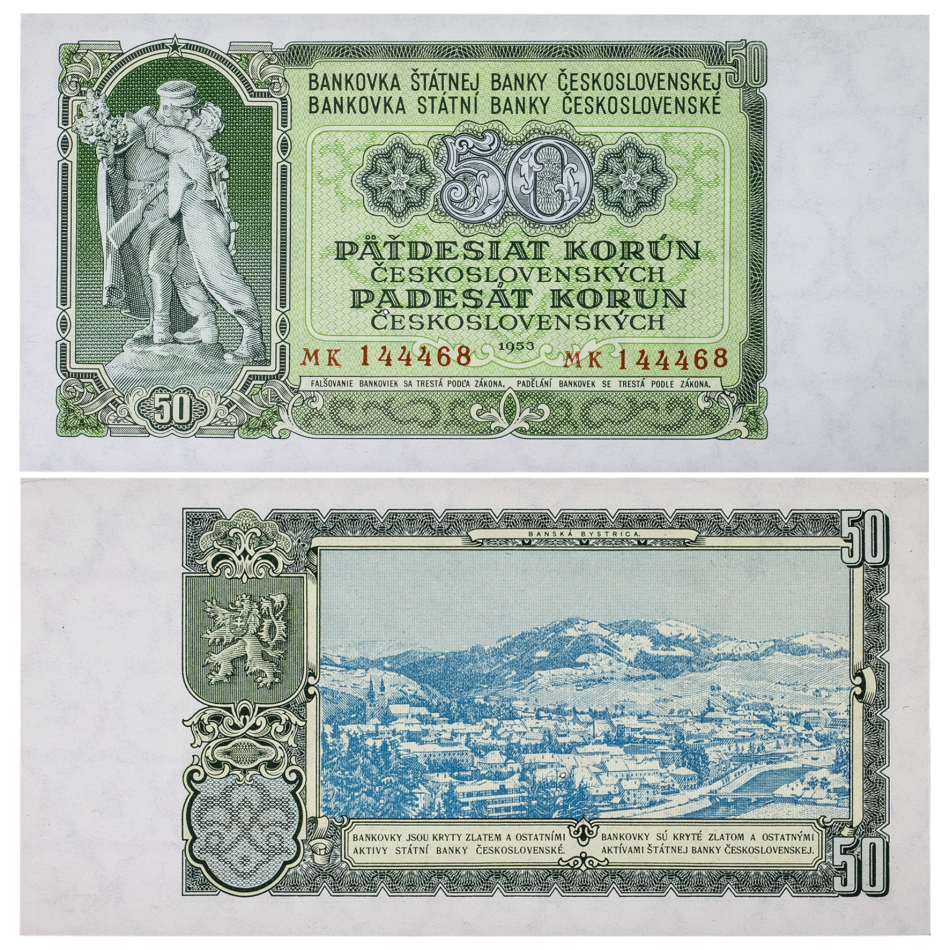 50
BANKOVKA ŠTÁTNEJ BANKY ČESKOSLOVENSKEJ
BANKOVKA STÁTNÍ BANKY ČESKOSLOVENSKÉ
50
PÄŤDESIAT KORÚN
ČESKOSLOVENSKÝCH
PADESÁT KORUN
ČESKOSLOVENSKÝCH
1953
MK 144468 MK 144468
FALŠOVANIE BANKOVIEK SA TRESTÁ PODĽA ZÁKONA. PADĚLÁNÍ BANKOVEK SE TRESTÁ PODLE ZÁKONA.
50
50
BANSKÁ BYSTRICA.
BANKOVKY JSOU KRYTY ZLATEM A OSTATNÍMI
AKTIVY STÁTNÍ BANKY ČESKOSLOVENSKÉ.
BANKOVKY SÚ KRYTÉ ZLATOM A OSTATNÝMI
AKTÍVAMI ŠTÁTNEJ BANKY ČESKOSLOVENSKEJ.
50